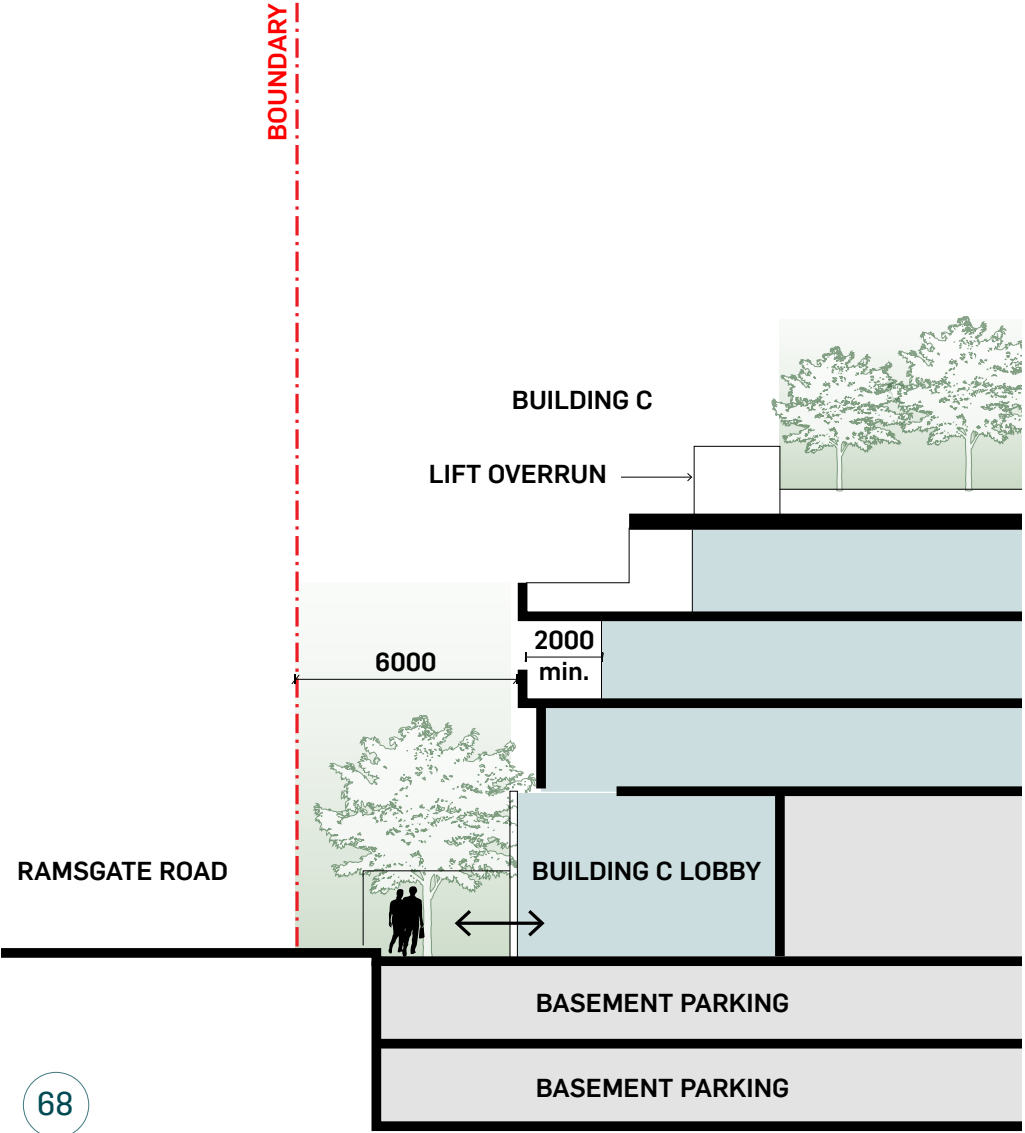 BOUNDARY
BUILDING C
LIFT OVERRUN
2000
min.
6000
RAMSGATE ROAD
BUILDING C LOBBY
BASEMENT PARKING
BASEMENT PARKING
68